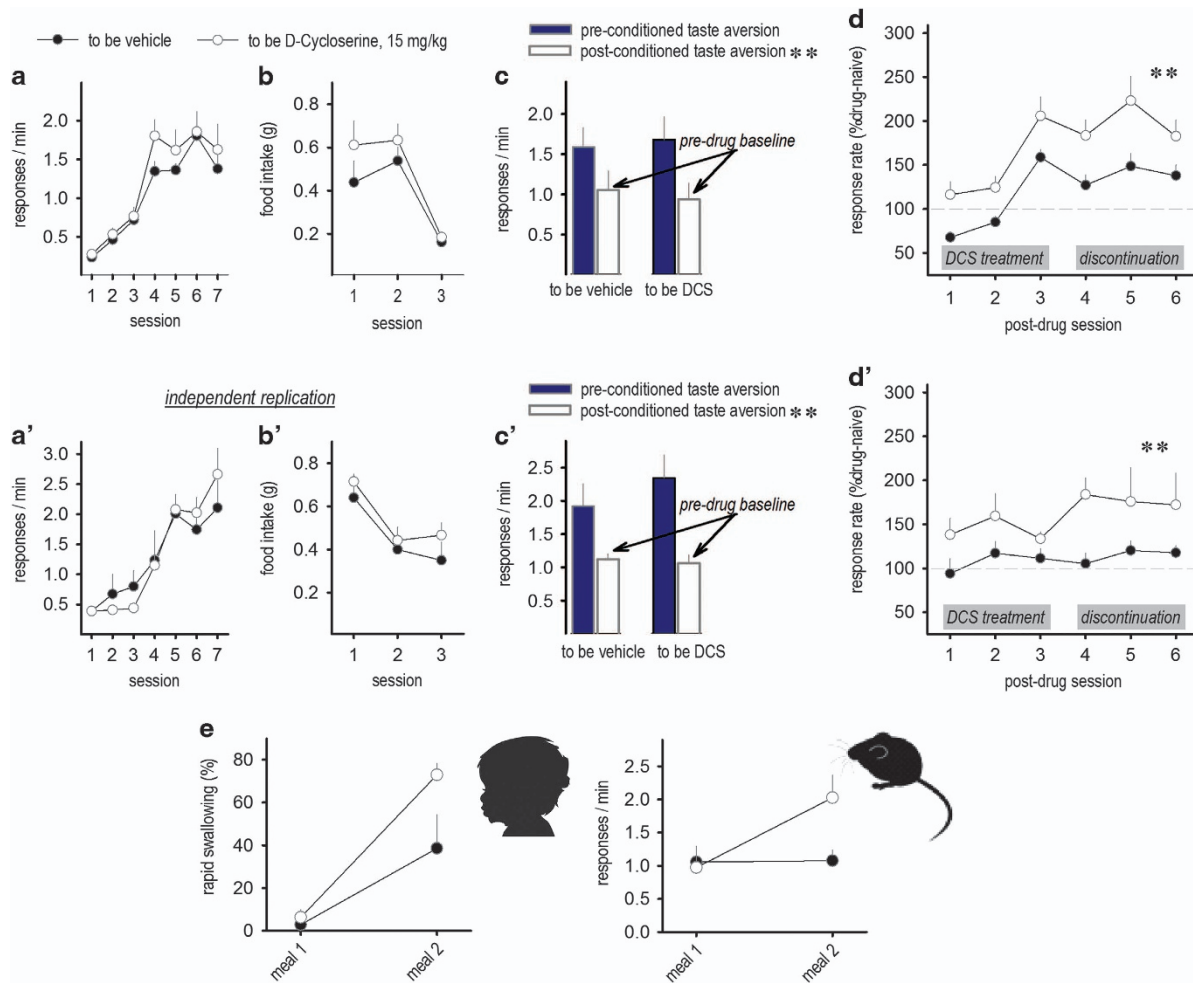 to be vehicle
to be D-Cycloserine, 15 mg/kg
pre-conditioned taste aversion
post-conditioned taste aversion **
a
responses / min
2.0
1.5
1.0
0.5
1 2 3 4 5 6 7
session
b
food intake (g)
0.8
0.6
0.4
0.2
1 2 3
session
c
responses / min
2.0
1.5
1.0
0.5
pre-drug baseline
to be vehicle to be DCS
d
response rate (%drug-naive)
300
250
200
150
100
50
**
DCS treatment discontinuation
1 2 3 4 5 6
post-drug session
independent replication
pre-conditioned taste aversion
post-conditioned taste aversion **
a'
responses / min
3.0
2.5
2.0
1.5
1.0
0.5
1 2 3 4 5 6 7
session
b'
food intake (g)
0.8
0.6
0.4
0.2
1 2 3
session
c'
responses / min
2.5
2.0
1.5
1.0
0.5
pre-drug baseline
to be vehicle to be DCS
d'
response rate (%drug-naive)
300
250
200
150
100
50
**
DCS treatment discontinuation
1 2 3 4 5 6
post-drug session
e
rapid swallowing (%)
80
60
40
20
0
meal 1 meal 2
responses / min
2.5
2.0
1.5
1.0
0.5
0.0
meal 1 meal 2